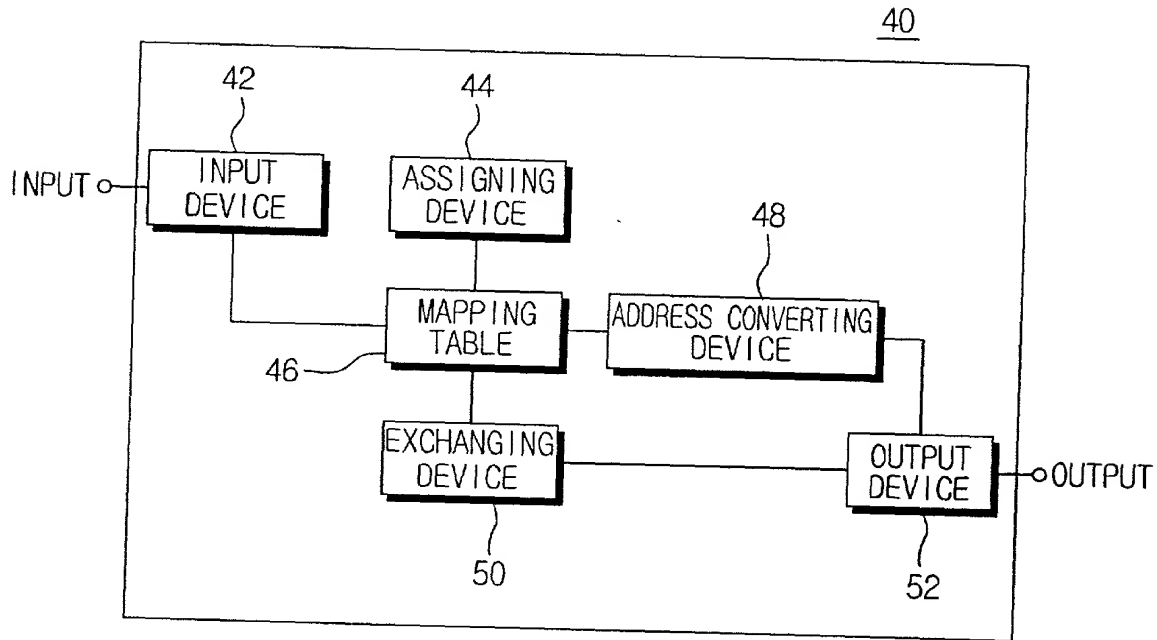 40
42
44
INPUT
INPUT
DEVICE
ASSIGNING
DEVICE
48
MAPPING
TABLE
ADDRESS CONVERTING
DEVICE
46
EXCHANGING
DEVICE
OUTPUT
DEVICE
OUTPUT
50
52